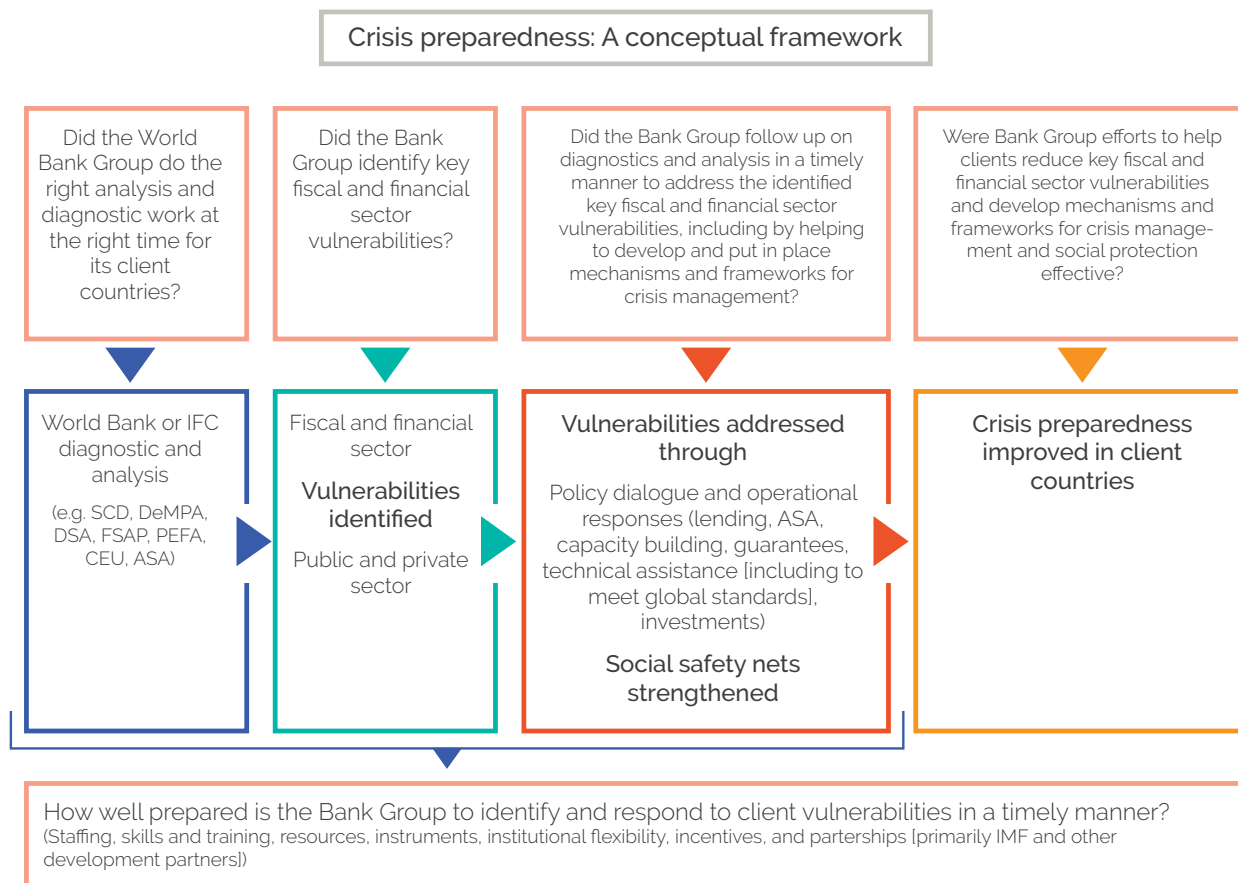 Crisis preparedness: A conceptual framework
Did the World
Bank Group do the
right analysis and
diagnostic work at
the right time for
its client
countries?
Did the Bank
Group identify key
fiscal and financial
sector
vulnerabilities?
Did the Bank Group follow up on
diagnostics and analysis in a timely
manner to address the identified
key fiscal and financial sector
vulnerabilities, including by helping
to develop and put in place
mechanisms and frameworks for
crisis management?
Were Bank Group efforts to help
clients reduce key fiscal and
financial sector vulnerabilities
and develop mechanisms and
frameworks for crisis manage-
ment and social protection
effective?
World Bank or IFC
diagnostic and
analysis
(e.g. SCD, DeMPA,
DSA, FSAP, PEFA,
CEU, ASA)
Fiscal and financial
sector
Vulnerabilities
identified
Public and private
sector
Vulnerabilities addressed
through
Policy dialogue and operational
responses (lending, ASA,
capacity building, guarantees,
technical assistance [including to
meet global standards],
investments)
Social safety nets
strengthened
Crisis preparedness
improved in client
countries
How well prepared is the Bank Group to identify and respond to client vulnerabilities in a timely manner?
(Staffing, skills and training, resources, instruments, institutional flexibility, incentives, and parterships [primarily IMF and other
development partners])